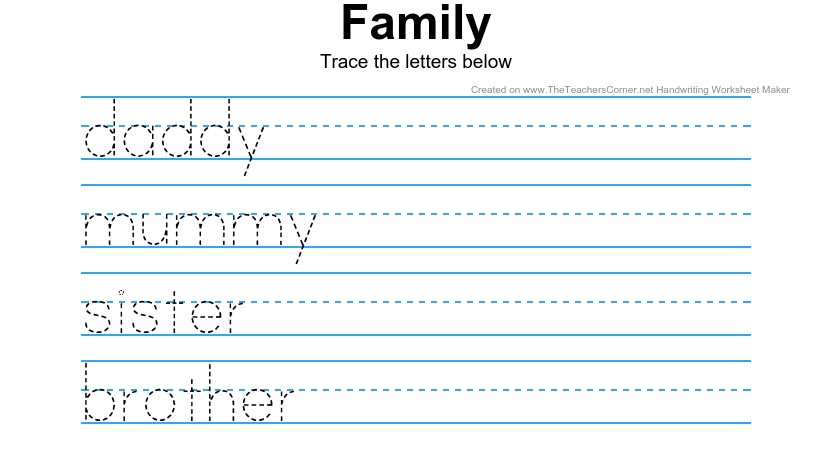 Family
Trace the letters below
Created on www.TheTeachersCorner.net Handwriting Worksheet Maker
daddy
mummy
sister
brother